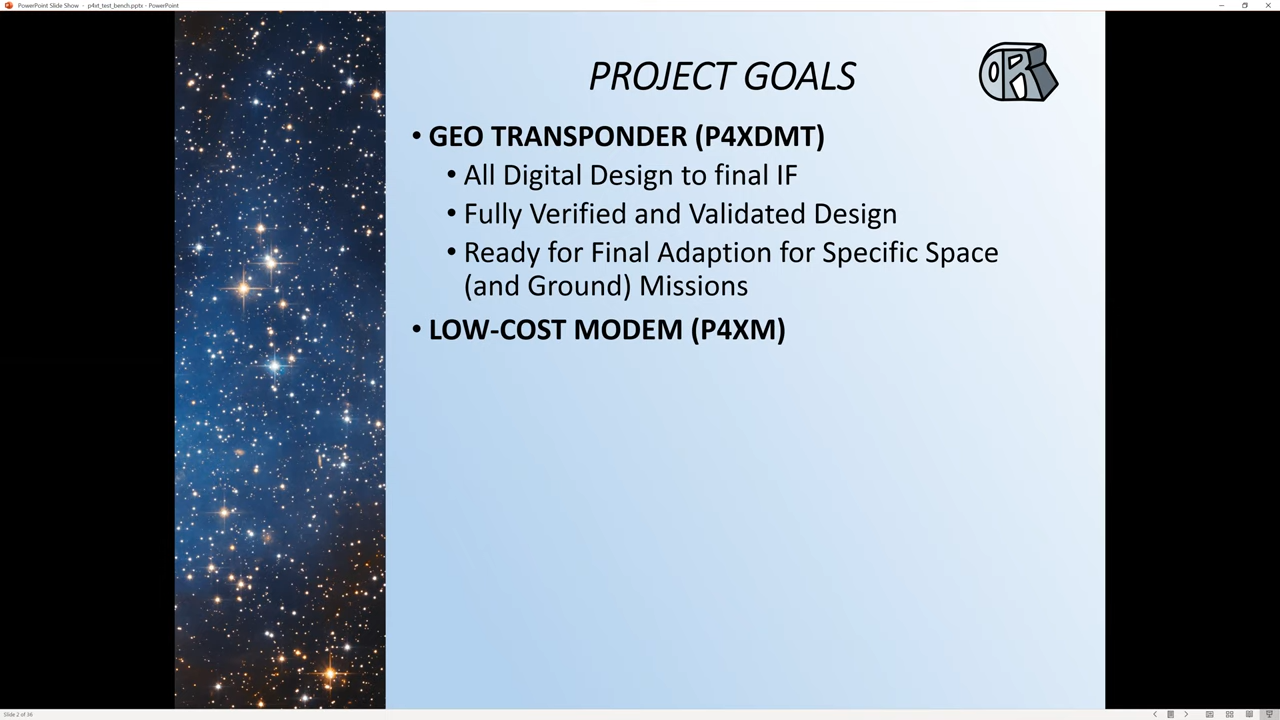 PowerPoint Slide Show - p4xt_test_bench.pptx - PowerPoint
PROJECT GOALS
ORI
• GEO TRANSPONDER (P4XDMT)
• All Digital Design to final IF
• Fully Verified and Validated Design
• Ready for Final Adaption for Specific Space
(and Ground) Missions
• LOW-COST MODEM (P4XM)
Slide 2 of 36